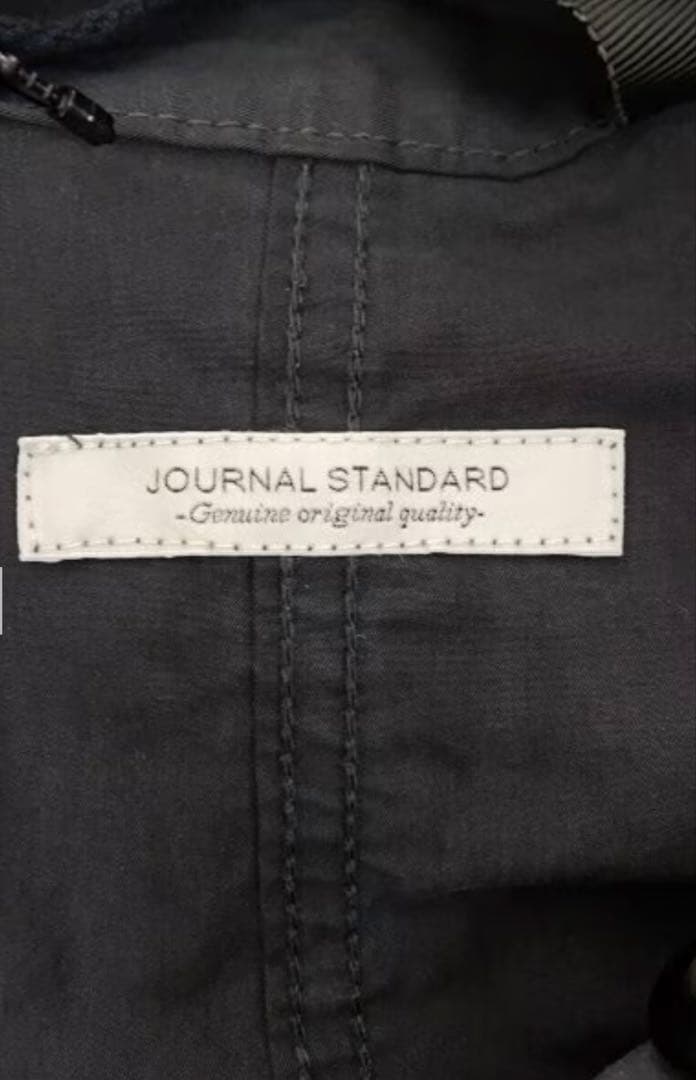 JOURNAL STANDARD
-Genuine original quality-